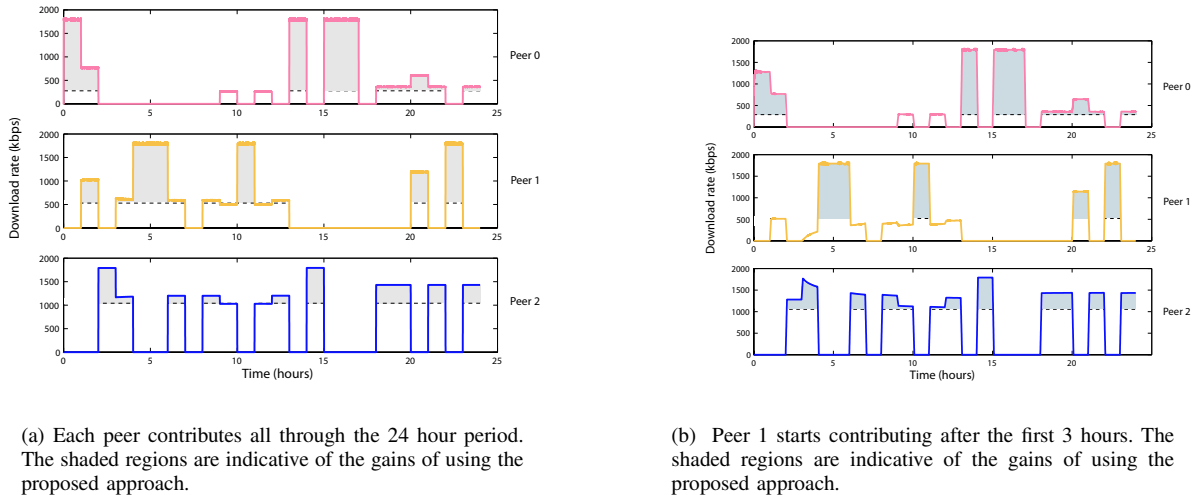 2000
1500
1000
500
0
0 5 10 15 20 25
Peer 0
2000
1500
1000
500
0
0 5 10 15 20 25
Peer 1
2000
1500
1000
500
0
0 5 10 15 20 25
Peer 2
Download rate (kbps)
Time (hours)
(a) Each peer contributes all through the 24 hour period.
The shaded regions are indicative of the gains of using the
proposed approach.
2000
1500
1000
500
0
0 5 10 15 20 25
Peer 0
2000
1500
1000
500
0
0 5 10 15 20 25
Peer 1
2000
1500
1000
500
0
0 5 10 15 20 25
Peer 2
Download rate (kbps)
Time (hours)
(b) Peer 1 starts contributing after the first 3 hours. The
shaded regions are indicative of the gains of using the
proposed approach.